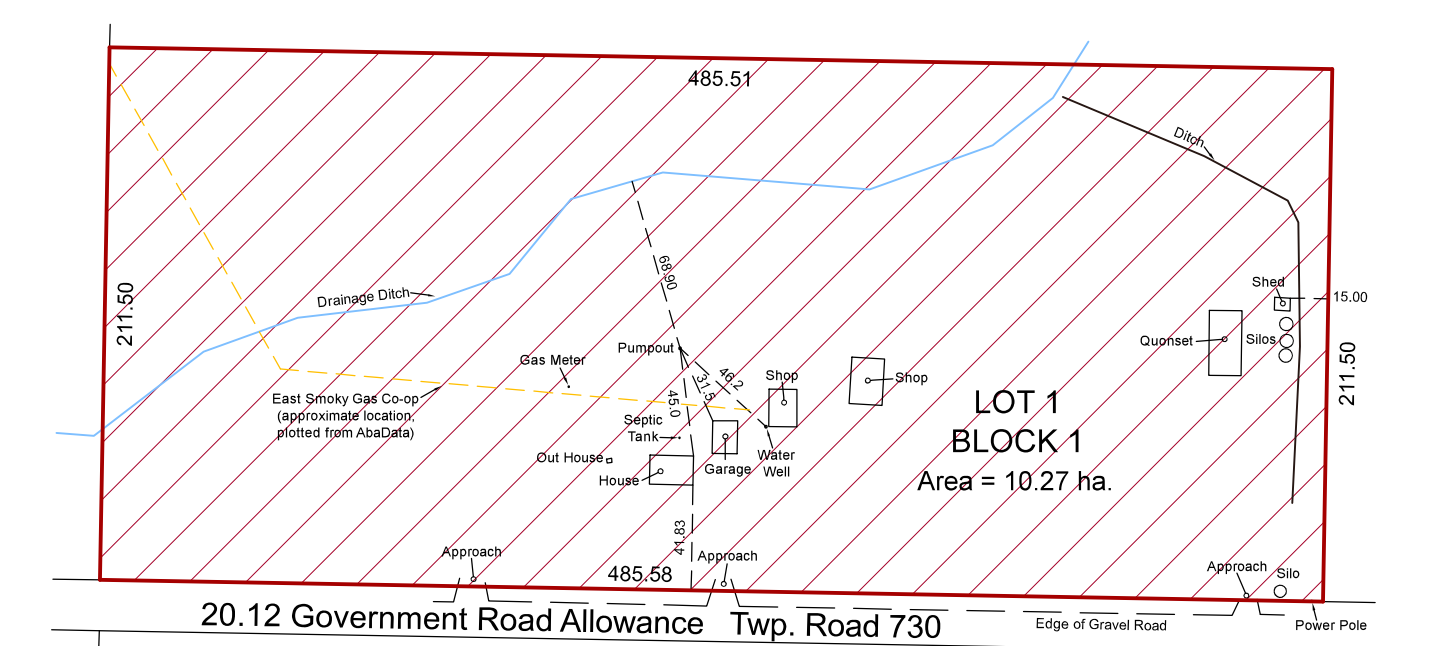 485.51
Ditch
68.90
Shed
15.00
Drainage Ditch
211.50
Quonset
Silos
Pumpout
Gas Meter
46.2
31.5
45.0
Shop
Shop
211.50
East Smoky Gas Co-op
(approximate location,
plotted from AbaData)
LOT 1
BLOCK 1
Area = 10.27 ha.
Septic
Tank
Out House
House
Garage
Water
Well
41.83
Approach
Approach
Approach
Silo
485.58
20.12 Government Road Allowance Twp. Road 730
Edge of Gravel Road
Power Pole